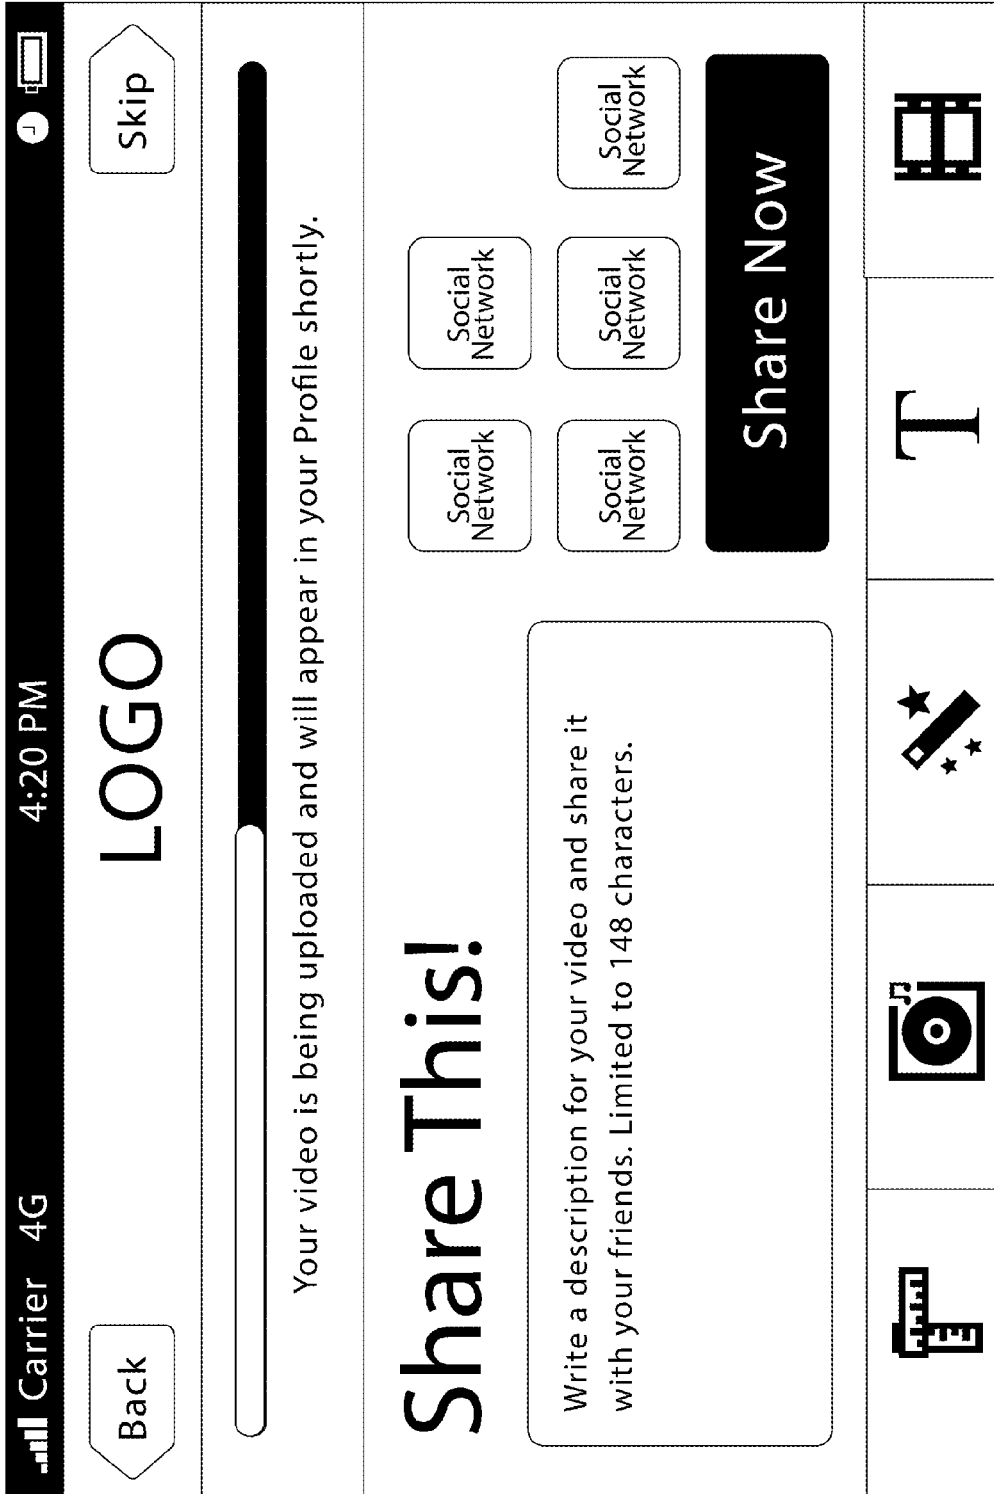 Carrier 4G 4:20 PM
Back LOGO Skip
Your video is being uploaded and will appear in your Profile shortly.
Share This!
Write a description for your video and share it
with your friends. Limited to 148 characters.
Social
Network
Social
Network
Social
Network
Social
Network
Social
Network
Share Now
T